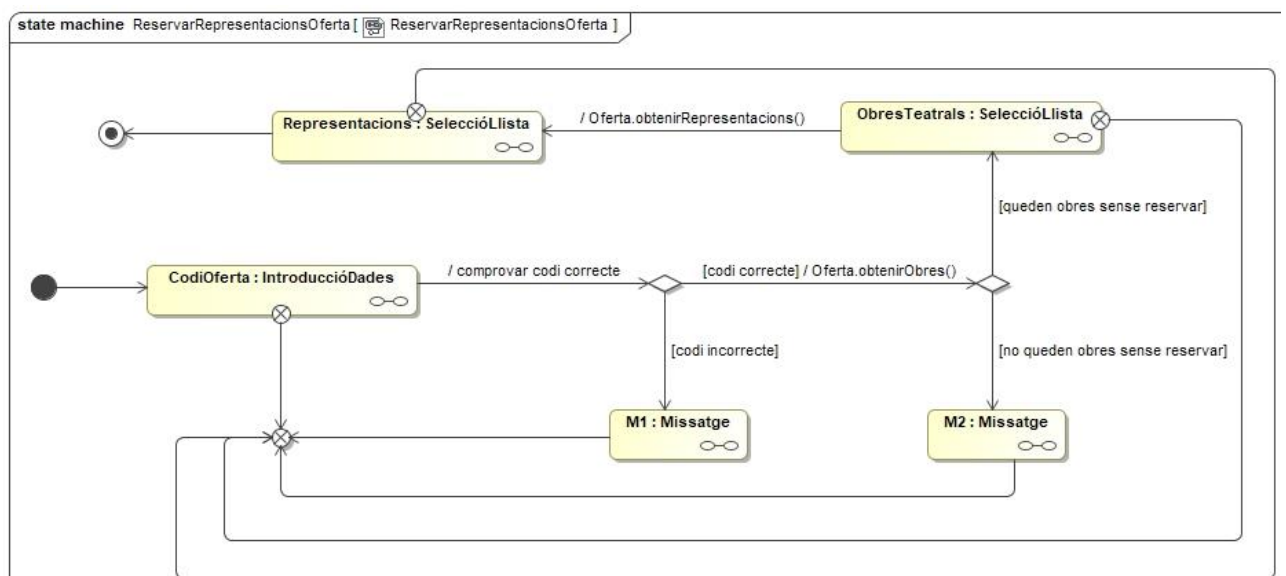 state machine ReservarRepresentacionsOferta [ ReservarRepresentacionsOferta ]
Representacions : SeleccióLlista
/ Oferta.obtenirRepresentacions()
ObresTeatrals : SeleccióLlista
[queden obres sense reservar]
CodiOferta : IntroduccióDades
/ comprovar codi correcte
[codi correcte] / Oferta.obtenirObres()
[codi incorrecte]
[no queden obres sense reservar]
M1 : Missatge
M2 : Missatge